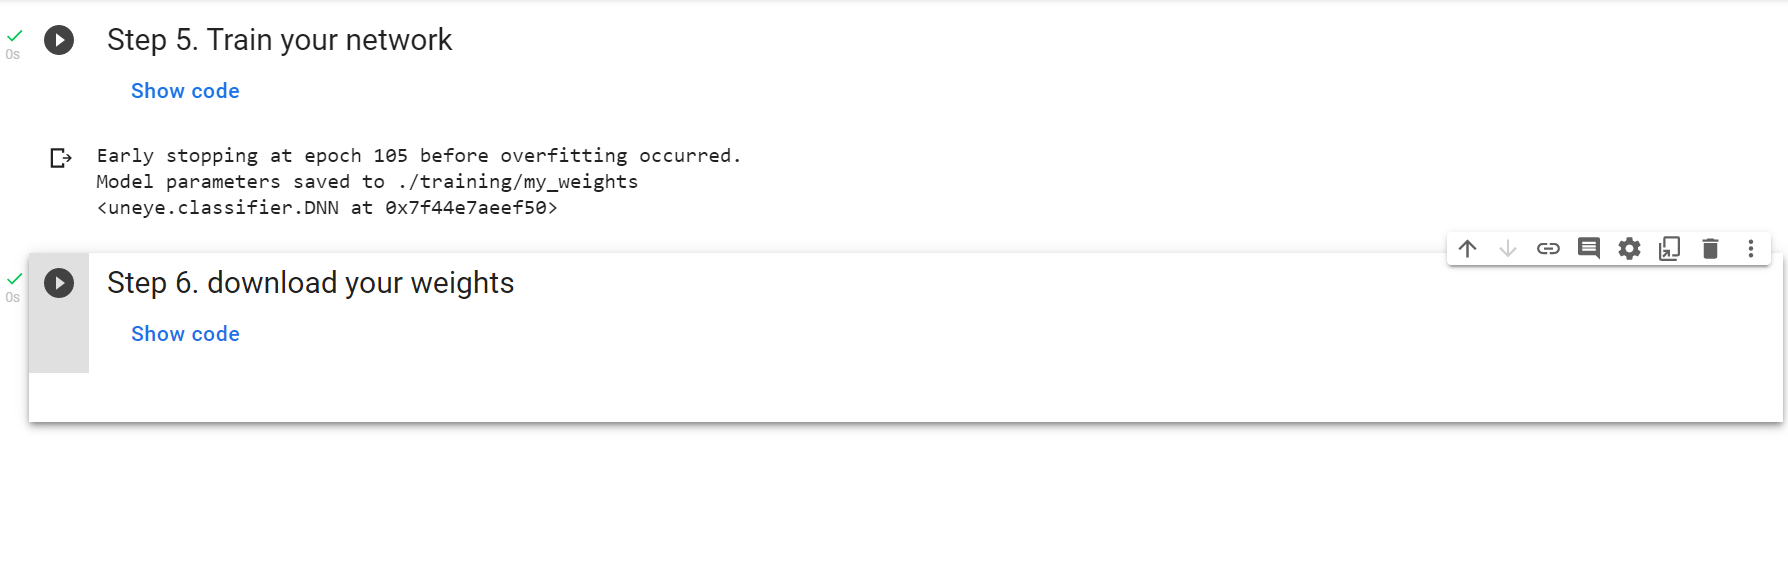 Step 5. Train your network
0s
Show code
Early stopping at epoch 105 before overfitting occurred.
Model parameters saved to ./training/my_weights
<uneye.classifier.DNN at 0x7f44e7aeef50>
Step 6. download your weights
0s
Show code